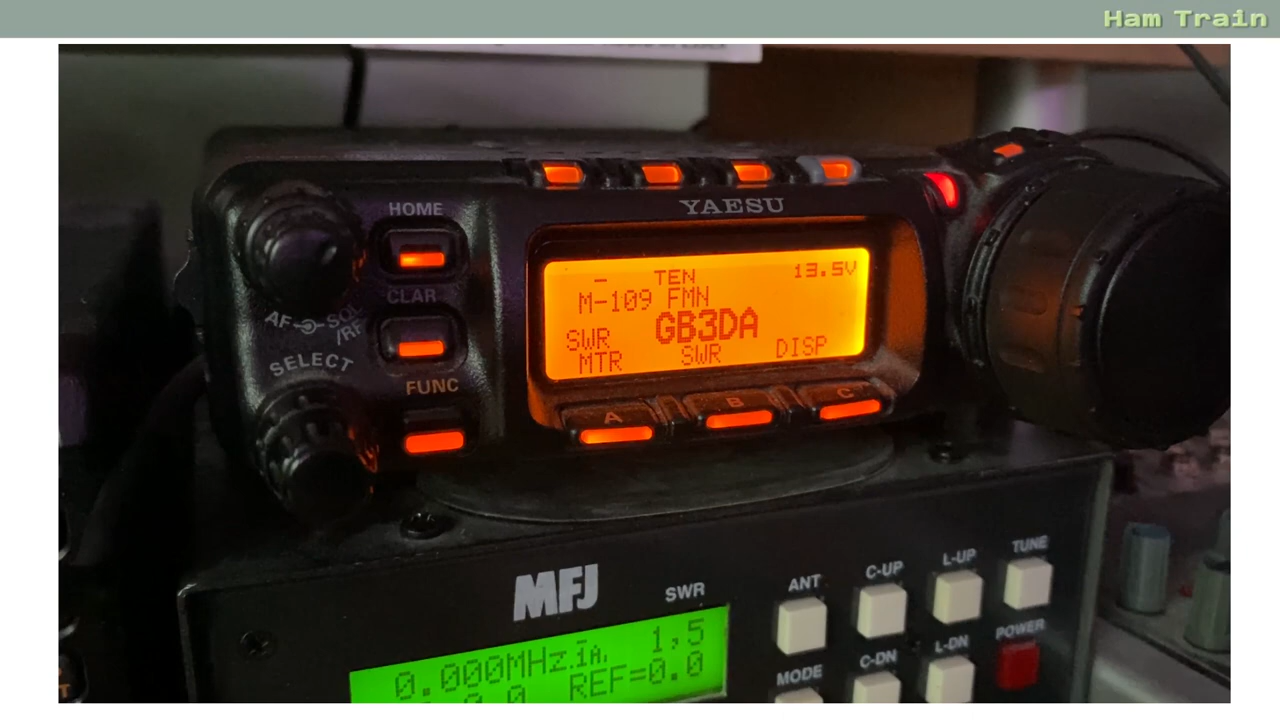 Ham Train
HOME
YAESU
— TEN 13.5V
CLAR
M-109 FMN
GB3DA
AF SQL
/RF
SWR
MTR SWR DISP
SELECT
FUNC
A B C
MFJ SWR
ANT C-UP L-UP TUNE
0.000MHz 1,5
REF=0.0
MODE C-DN L-DN POWER